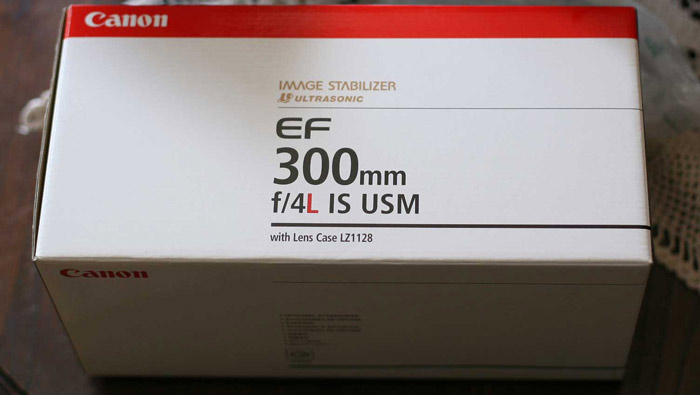 Canon
IMAGE STABILIZER
ULTRASONIC
EF
300mm
f/4L IS USM
with Lens Case LZ1128
Canon